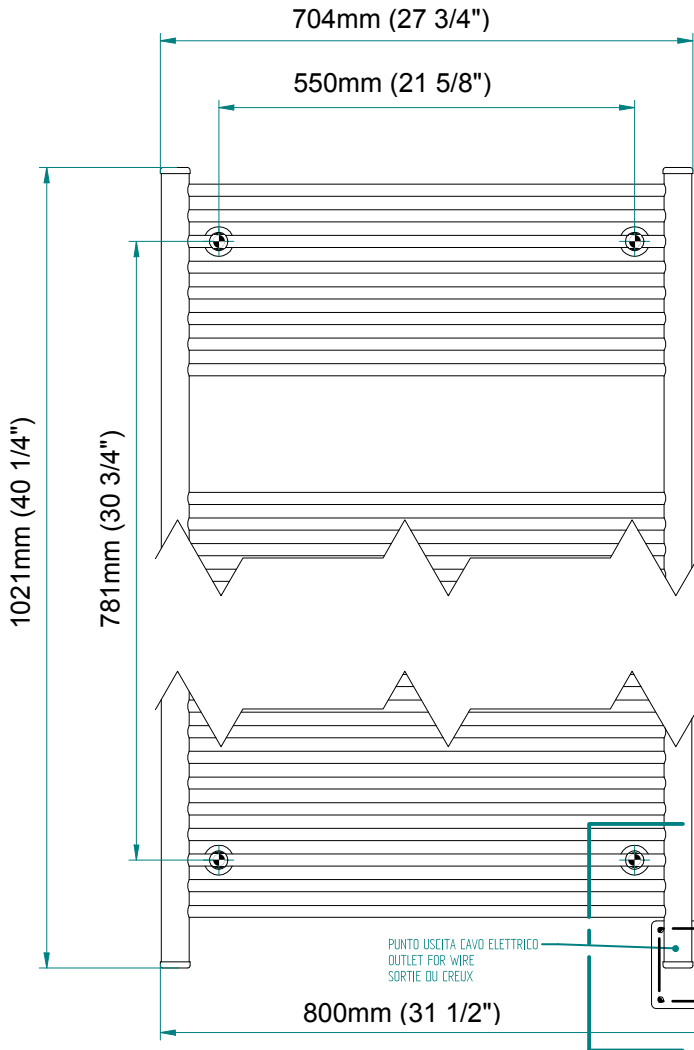 704mm (27 3/4")
550mm (21 5/8")
1021mm (40 1/4")
781mm (30 3/4")
PUNTO USCITA CAVO ELETTRICO
OUTLET FOR WIRE
SORTIE DU CREUX
800mm (31 1/2")